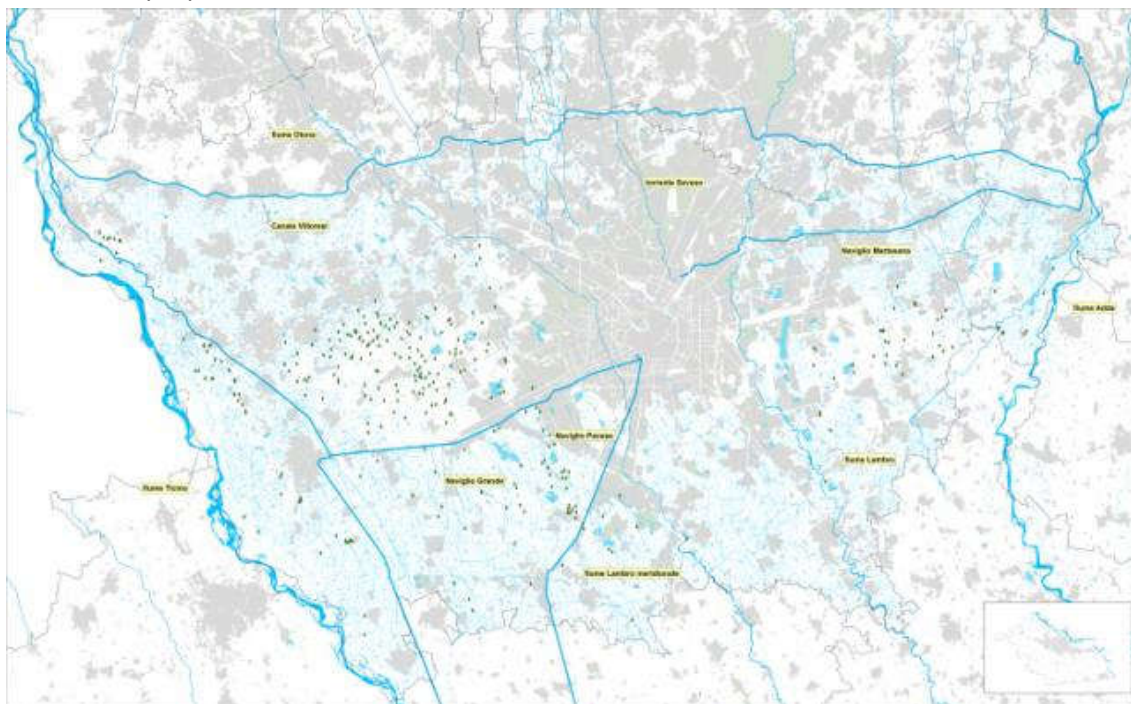 fiume Olona
torrente Seveso
Canale Villoresi
Naviglio Martesana
fiume Adda
Naviglio Pavese
fiume Lambro
fiume Ticino
Naviglio Grande
fiume Lambro meridionale